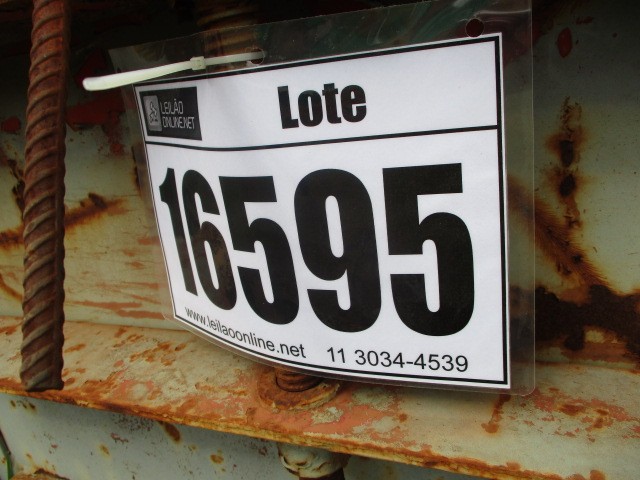 LEILÃO
ONLINE.NET
Lote
16595
www.leilaoonline.net 11 3034-4539